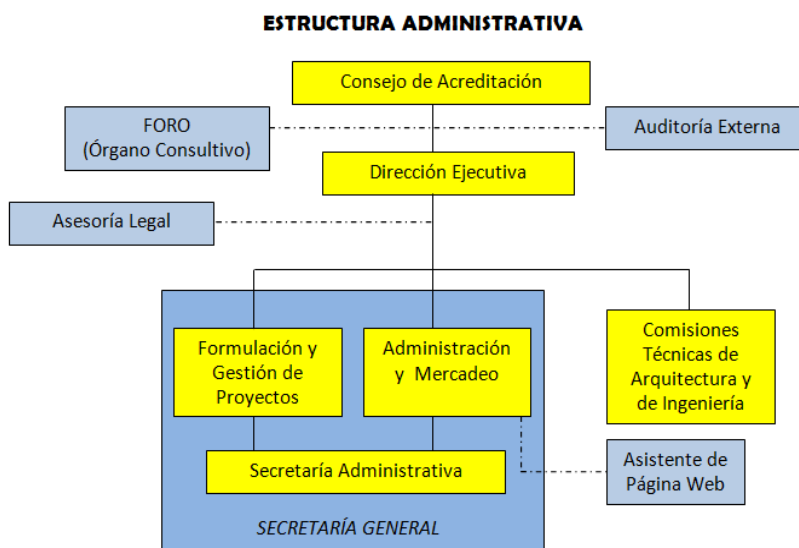 ESTRUCTURA ADMINISTRATIVA
Consejo de Acreditación
FORO
(Órgano Consultivo)
Auditoría Externa
Dirección Ejecutiva
Asesoría Legal
Formulación y
Gestión de
Proyectos
Administración
y Mercadeo
Comisiones
Técnicas de
Arquitectura y
de Ingeniería
Secretaría Administrativa
Asistente de
Página Web
SECRETARÍA GENERAL